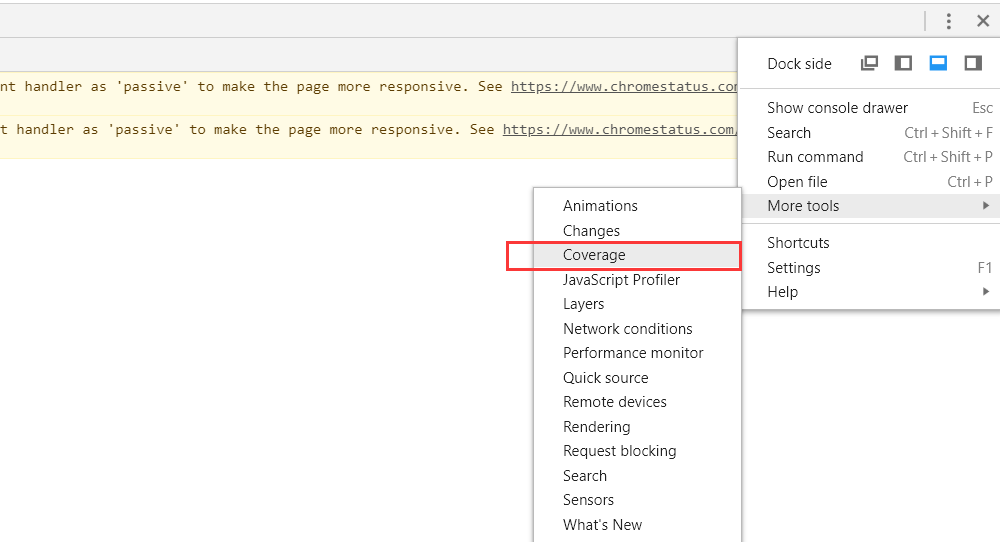 Dock side
nt handler as 'passive' to make the page more responsive. See https://www.chromestatus.com
t handler as 'passive' to make the page more responsive. See https://www.chromestatus.com/
Show console drawer Esc
Search Ctrl + Shift + F
Run command Ctrl + Shift + P
Open file Ctrl + P
More tools
Shortcuts
Settings F1
Help
Animations
Changes
Coverage
JavaScript Profiler
Layers
Network conditions
Performance monitor
Quick source
Remote devices
Rendering
Request blocking
Search
Sensors
What's New